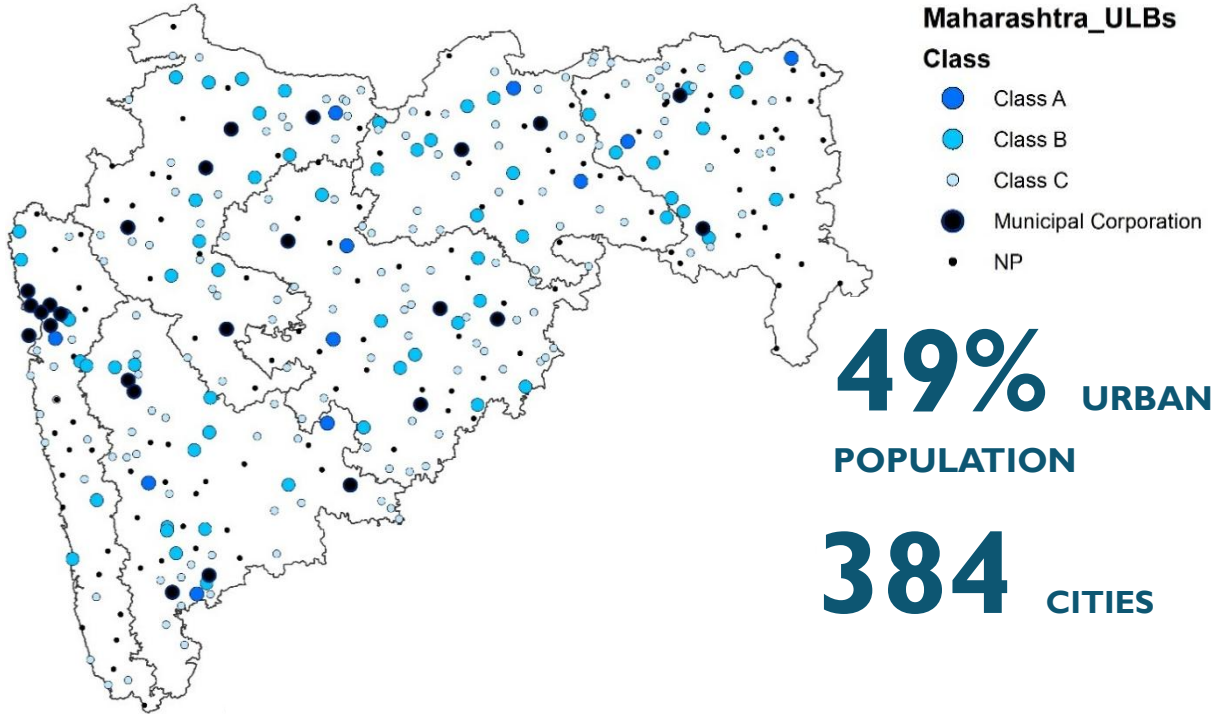 Maharashtra_ULBs
Class
Class A
Class B
Class C
Municipal Corporation
NP
49% URBAN
POPULATION
384 CITIES